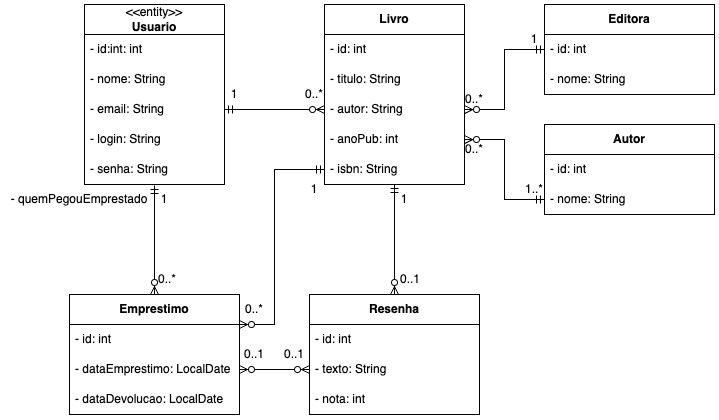 <<entity>>
Usuario
- id:int: int
- nome: String
- email: String
- login: String
- senha: String
Livro
- id: int
- titulo: String
- autor: String
- anoPub: int
- isbn: String
Editora
- id: int
- nome: String
Autor
- id: int
- nome: String
1
0..*
0..*
1
0..*
1..*
- quemPegouEmprestado
1
0..*
1
0..*
1
0..1
Emprestimo
- id: int
- dataEmprestimo: LocalDate
- dataDevolucao: LocalDate
0..1
0..1
Resenha
- id: int
- texto: String
- nota: int